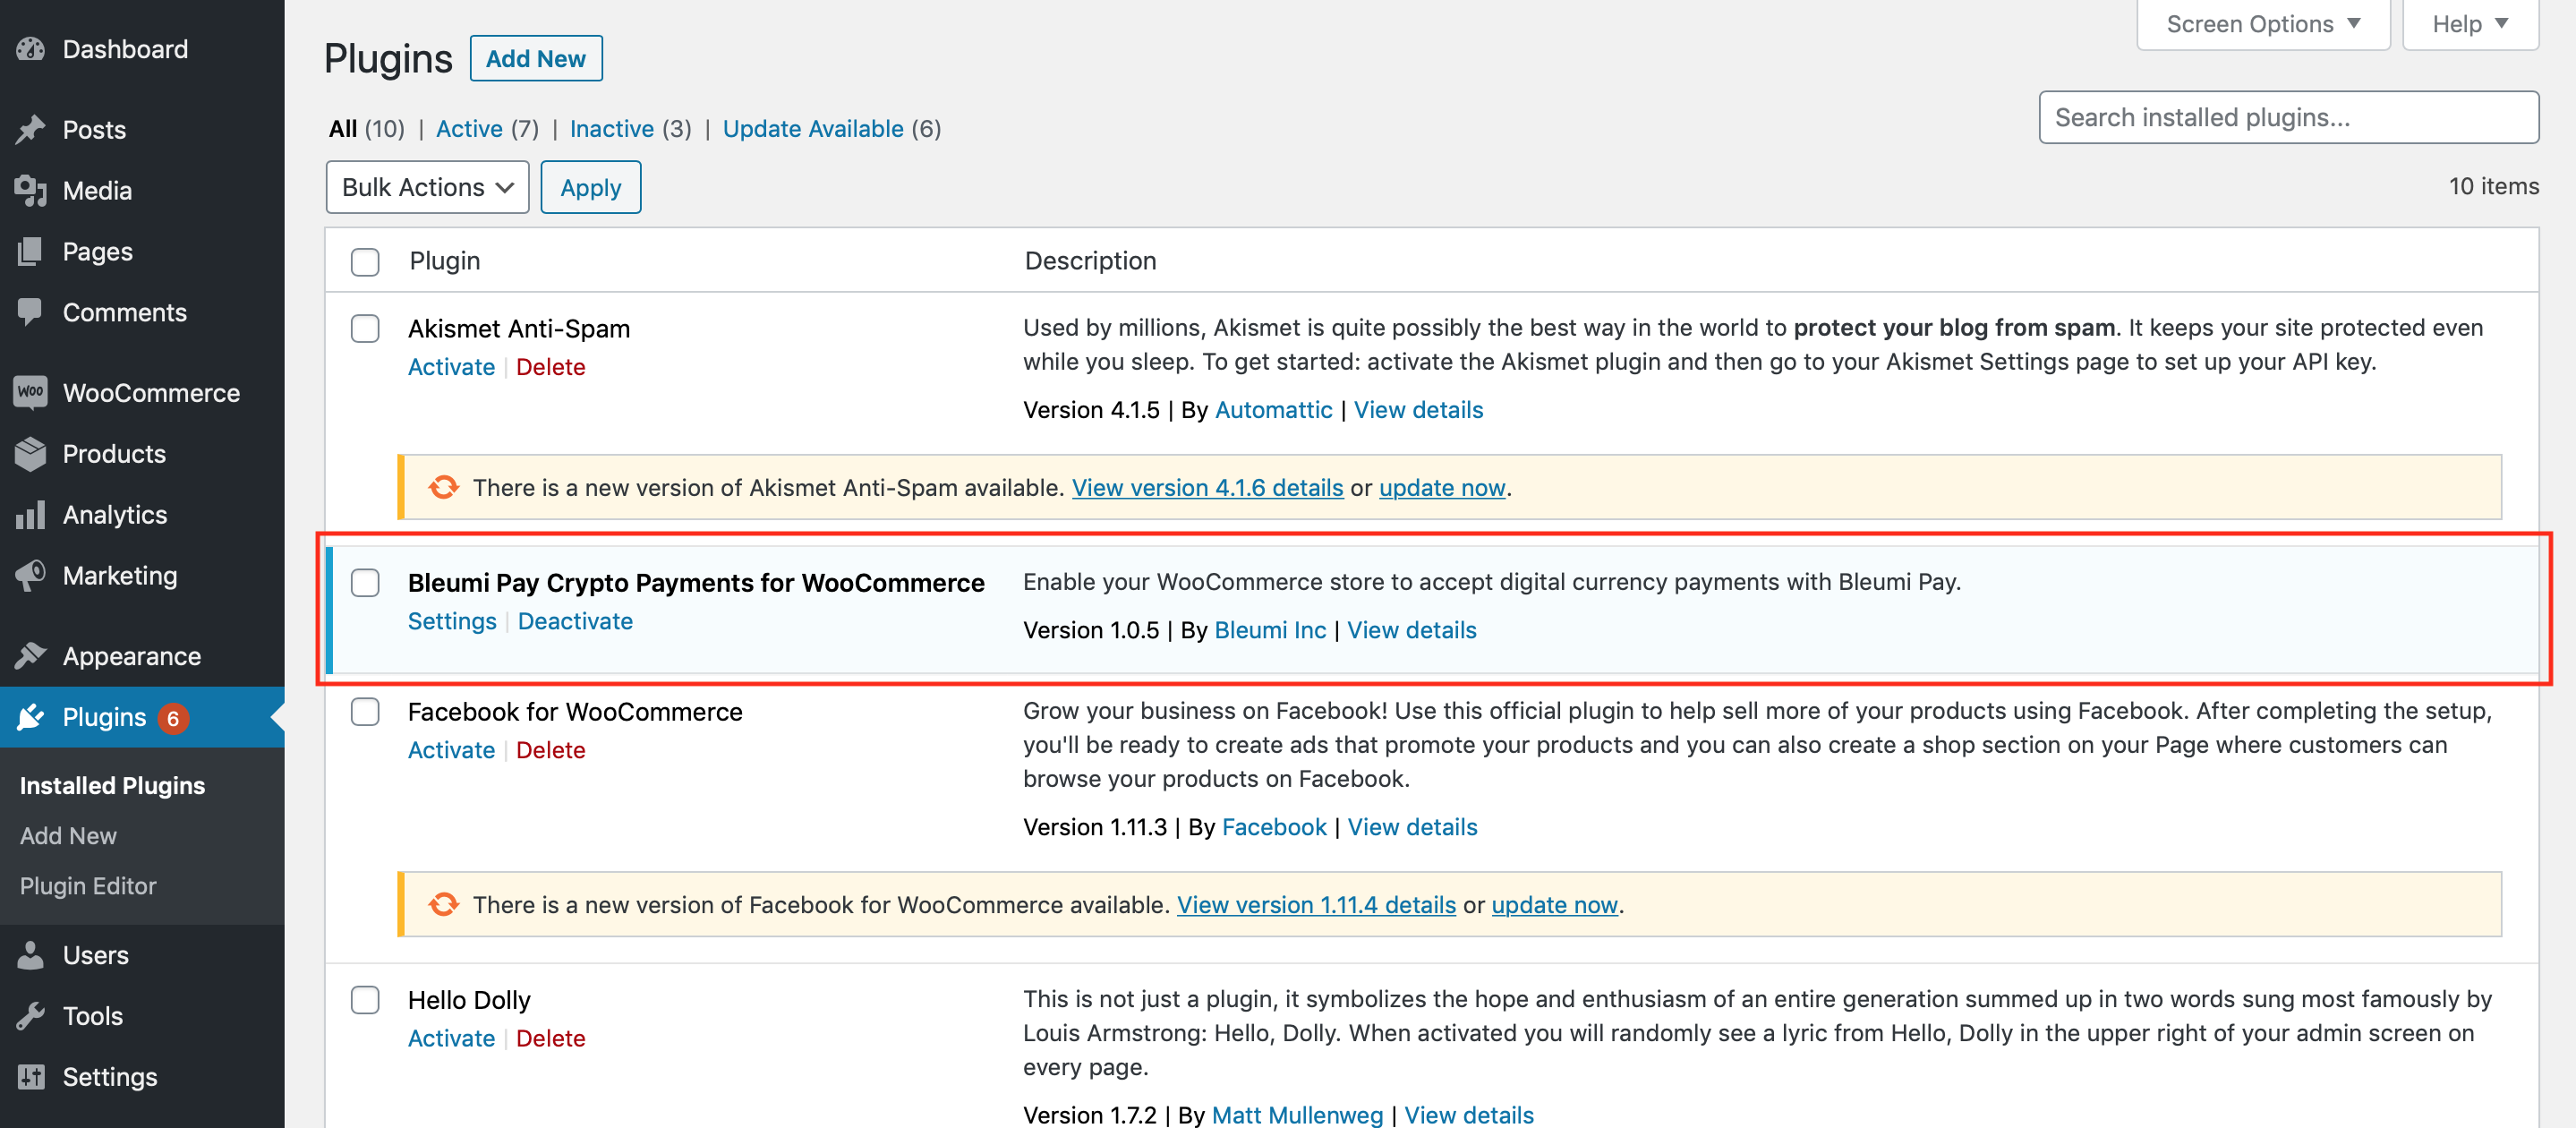 Dashboard
Posts
Media
Pages
Comments
Woo WooCommerce
Products
Analytics
Marketing
Appearance
Plugins 6
Installed Plugins
Add New
Plugin Editor
Users
Tools
Settings
Screen Options ▼
Help ▼
Plugins Add New
All (10) | Active (7) | Inactive (3) | Update Available (6)
Search installed plugins...
Bulk Actions Apply
10 items
Plugin Description
Akismet Anti-Spam
Activate | Delete
Used by millions, Akismet is quite possibly the best way in the world to protect your blog from spam. It keeps your site protected even
while you sleep. To get started: activate the Akismet plugin and then go to your Akismet Settings page to set up your API key.
Version 4.1.5 | By Automattic | View details
There is a new version of Akismet Anti-Spam available. View version 4.1.6 details or update now.
Bleumi Pay Crypto Payments for WooCommerce
Settings | Deactivate
Enable your WooCommerce store to accept digital currency payments with Bleumi Pay.
Version 1.0.5 | By Bleumi Inc | View details
Facebook for WooCommerce
Activate | Delete
Grow your business on Facebook! Use this official plugin to help sell more of your products using Facebook. After completing the setup,
you'll be ready to create ads that promote your products and you can also create a shop section on your Page where customers can
browse your products on Facebook.
Version 1.11.3 | By Facebook | View details
There is a new version of Facebook for WooCommerce available. View version 1.11.4 details or update now.
Hello Dolly
Activate | Delete
This is not just a plugin, it symbolizes the hope and enthusiasm of an entire generation summed up in two words sung most famously by
Louis Armstrong: Hello, Dolly. When activated you will randomly see a lyric from Hello, Dolly in the upper right of your admin screen on
every page.
Version 1.7.2 | By Matt Mullenweg | View details